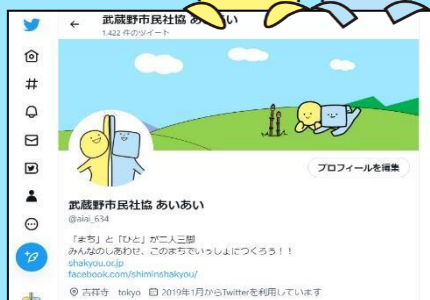 武蔵野市民社協 あいあい
1,422 件のツイート
プロフィールを編集
武蔵野市民社協 あいあい
@aiai_634
「まち」と「ひと」が二人三脚
みんなのしあわせ、このまちでいっしょにつくろう！！
shakyou.or.jp
facebook.com/shiminshakyou/
吉祥寺 tokyo 2019年1月からTwitterを利用しています